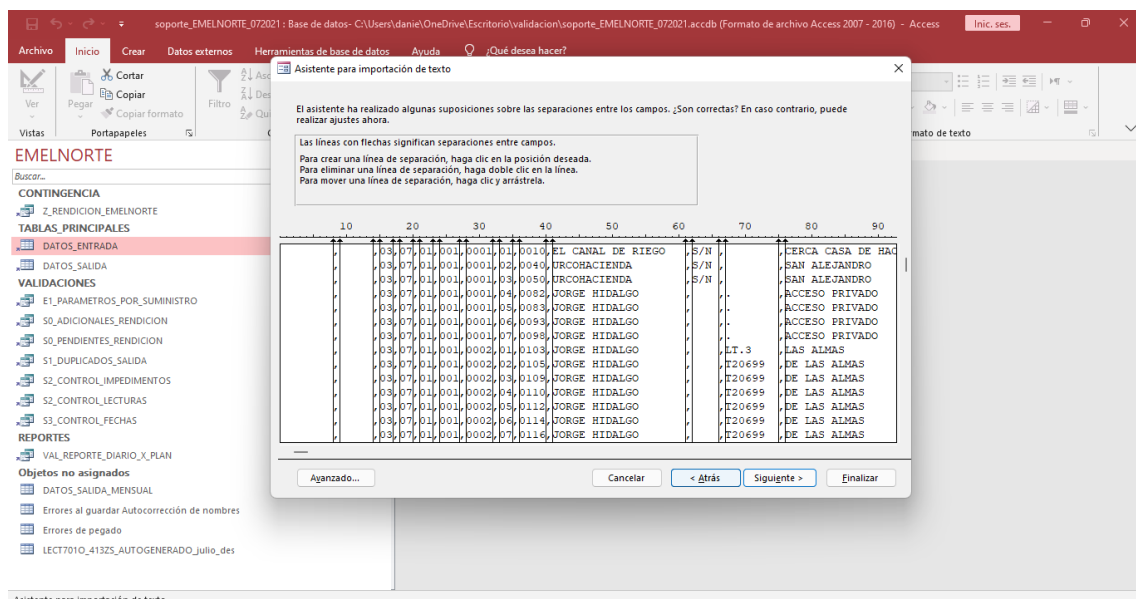 soporte_EMELNORTE_072021 : Base de datos- C:\Users\danie\OneDrive\Escritorio\validacion\soporte_EMELNORTE_072021.accdb (Formato de archivo Access 2007 - 2016) - Access Inic. ses.
Archivo Inicio Crear Datos externos Herramientas de base de datos Ayuda ¿Qué desea hacer?
Ver
Pegar
Cortar
Copiar
Copiar formato
Filtro
Vistas
Portapapeles
mato de texto
EMELNORTE
Buscar...
CONTINGENCIA
Z_RENDICION_EMELNORTE
TABLAS_PRINCIPALES
DATOS_ENTRADA
DATOS_SALIDA
VALIDACIONES
E1_PARAMETROS_POR_SUMINISTRO
S0_ADICIONALES_RENDICION
S0_PENDIENTES_RENDICION
S1_DUPLICADOS_SALIDA
S2_CONTROL_IMPEDIMENTOS
S2_CONTROL_LECTURAS
S3_CONTROL_FECHAS
REPORTES
VAL_REPORTE_DIARIO_X_PLAN
Objetos no asignados
DATOS_SALIDA_MENSUAL
Errores al guardar Autocorrección de nombres
Errores de pegado
LECT701O_413ZS_AUTOGENERADO_julio_des
Asistente para importación de texto
El asistente ha realizado algunas suposiciones sobre las separaciones entre los campos. ¿Son correctas? En caso contrario, puede
realizar ajustes ahora.
Las líneas con flechas significan separaciones entre campos.
Para crear una línea de separación, haga clic en la posición deseada.
Para eliminar una línea de separación, haga doble clic en la línea.
Para mover una línea de separación, haga clic y arrástrela.
10 20 30 40 50 60 70 80 90
, ,03,07,01,001,0001,01,0010,EL CANAL DE RIEGO ,S/N , ,CERCA CASA DE HAC
, ,03,07,01,001,0001,02,0040,URCOHACIENDA ,S/N , ,SAN ALEJANDRO
, ,03,07,01,001,0001,03,0050,URCOHACIENDA ,S/N , ,SAN ALEJANDRO
, ,03,07,01,001,0001,04,0082,JORGE HIDALGO , ,. ,ACCESO PRIVADO
, ,03,07,01,001,0001,05,0083,JORGE HIDALGO , ,. ,ACCESO PRIVADO
, ,03,07,01,001,0001,06,0093,JORGE HIDALGO , ,. ,ACCESO PRIVADO
, ,03,07,01,001,0001,07,0098,JORGE HIDALGO , ,. ,ACCESO PRIVADO
, ,03,07,01,001,0002,01,0103,JORGE HIDALGO , ,LT.3 ,LAS ALMAS
, ,03,07,01,001,0002,02,0105,JORGE HIDALGO , ,T20699 ,DE LAS ALMAS
, ,03,07,01,001,0002,03,0109,JORGE HIDALGO , ,T20699 ,DE LAS ALMAS
, ,03,07,01,001,0002,04,0110,JORGE HIDALGO , ,T20699 ,DE LAS ALMAS
, ,03,07,01,001,0002,05,0112,JORGE HIDALGO , ,T20699 ,DE LAS ALMAS
, ,03,07,01,001,0002,06,0114,JORGE HIDALGO , ,T20699 ,DE LAS ALMAS
, ,03,07,01,001,0002,07,0116,JORGE HIDALGO , ,T20699 ,DE LAS ALMAS
Avanzado... Cancelar < Atrás Siguiente > Finalizar